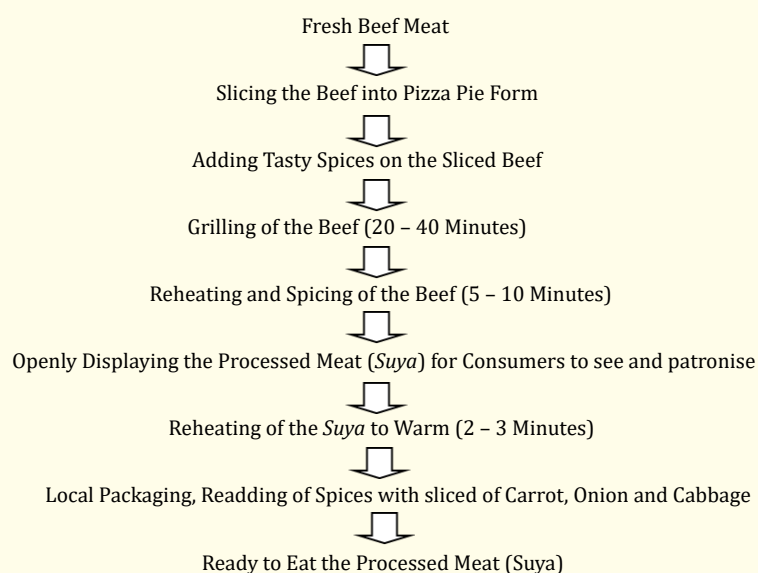 Fresh Beef Meat
Slicing the Beef into Pizza Pie Form
Adding Tasty Spices on the Sliced Beef
Grilling of the Beef (20 – 40 Minutes)
Reheating and Spicing of the Beef (5 – 10 Minutes)
Openly Displaying the Processed Meat (Suya) for Consumers to see and patronise
Reheating of the Suya to Warm (2 – 3 Minutes)
Local Packaging, Readding of Spices with sliced of Carrot, Onion and Cabbage
Ready to Eat the Processed Meat (Suya)